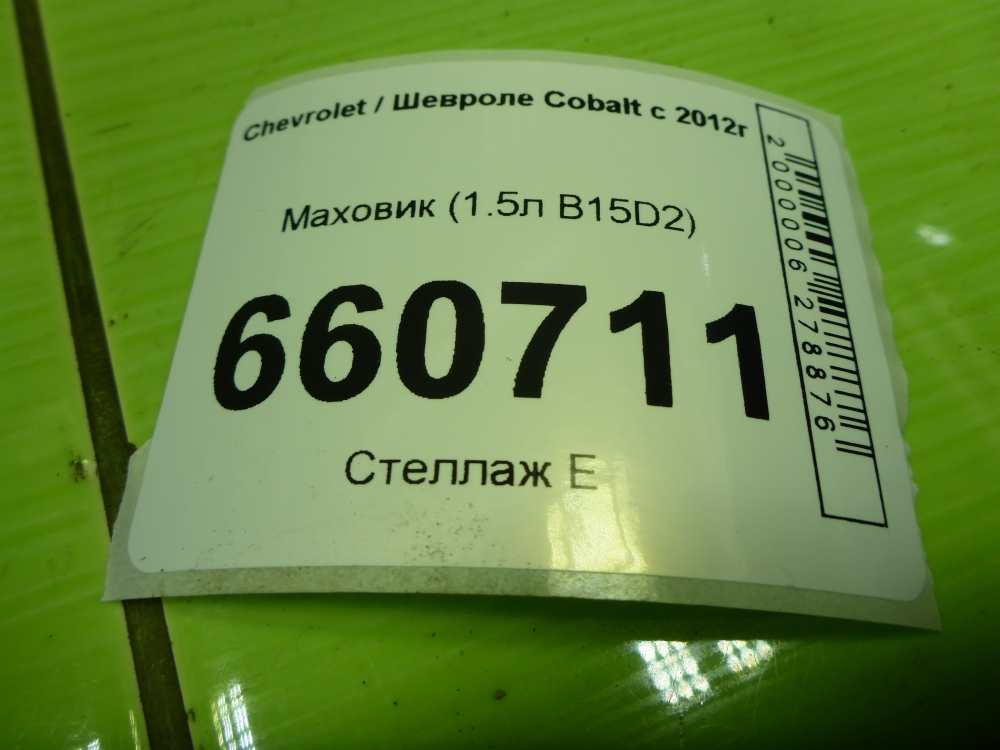 Chevrolet / Шевроле Cobalt с 2012г
Маховик (1.5л B15D2)
660711
Стеллаж Е
2000006278876